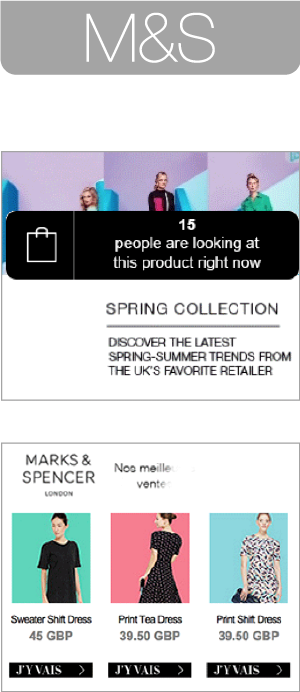 M&S
15
people are looking at
this product right now
SPRING COLLECTION
DISCOVER THE LATEST
SPRING-SUMMER TRENDS FROM
THE UK'S FAVORITE RETAILER
MARKS &
SPENCER
LONDON
Nos
Sweater Shift Dress
45 GBP
J'Y VAIS
Print Tea Dress
39.50 GBP
J'Y VAIS
Print Shift Dress
39.50 GBP
J'Y VAIS